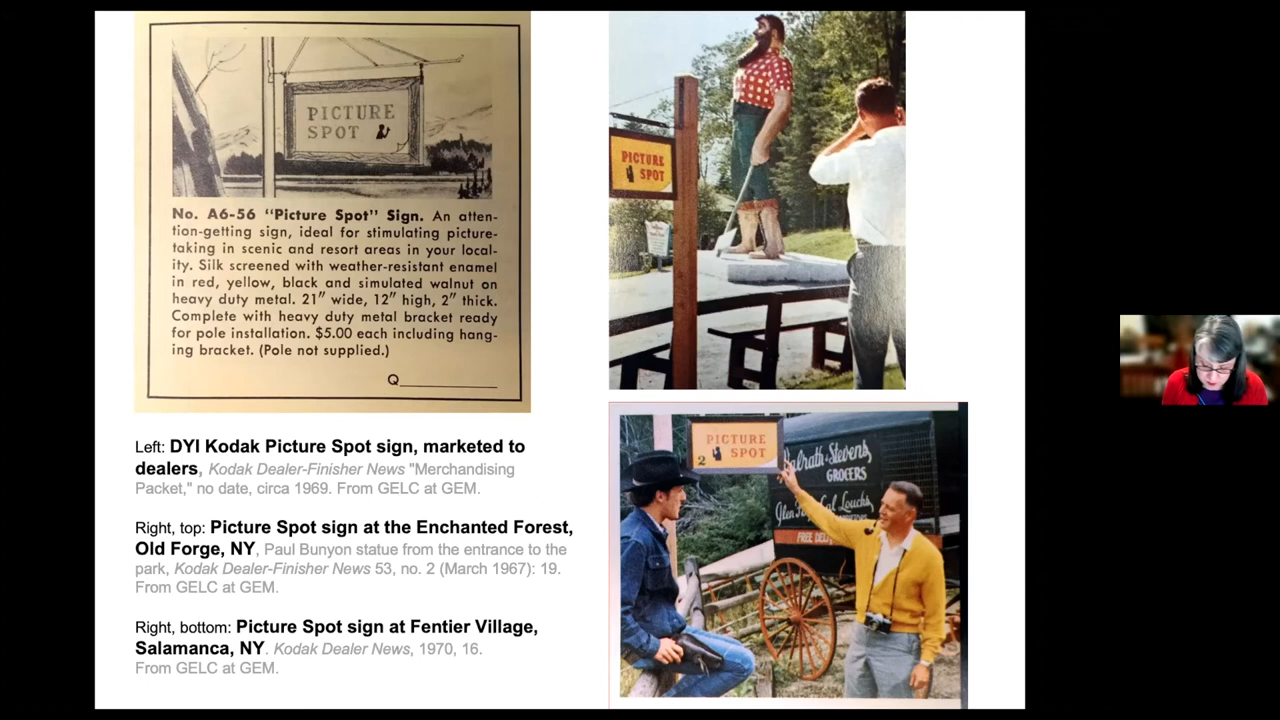 PICTURE
SPOT
No. A6-56 "Picture Spot" Sign. An atten-
tion-getting sign, ideal for stimulating picture-
taking in scenic and resort areas in your local-
ity. Silk screened with weather-resistant enamel
in red, yellow, black and simulated walnut on
heavy duty metal. 21" wide, 12" high, 2" thick.
Complete with heavy duty metal bracket ready
for pole installation. $5.00 each including hang-
ing bracket. (Pole not supplied.)
Q
Left: DYI Kodak Picture Spot sign, marketed to
dealers, Kodak Dealer-Finisher News "Merchandising
Packet," no date, circa 1969. From GELC at GEM.
Right, top: Picture Spot sign at the Enchanted Forest,
Old Forge, NY, Paul Bunyon statue from the entrance to the
park, Kodak Dealer-Finisher News 53, no. 2 (March 1967): 19.
From GELC at GEM.
Right, bottom: Picture Spot sign at Fentier Village,
Salamanca, NY. Kodak Dealer News, 1970, 16.
From GELC at GEM.
PICTURE
SPOT
PICTURE
SPOT
2
& Stevens
GROCERS
FREE